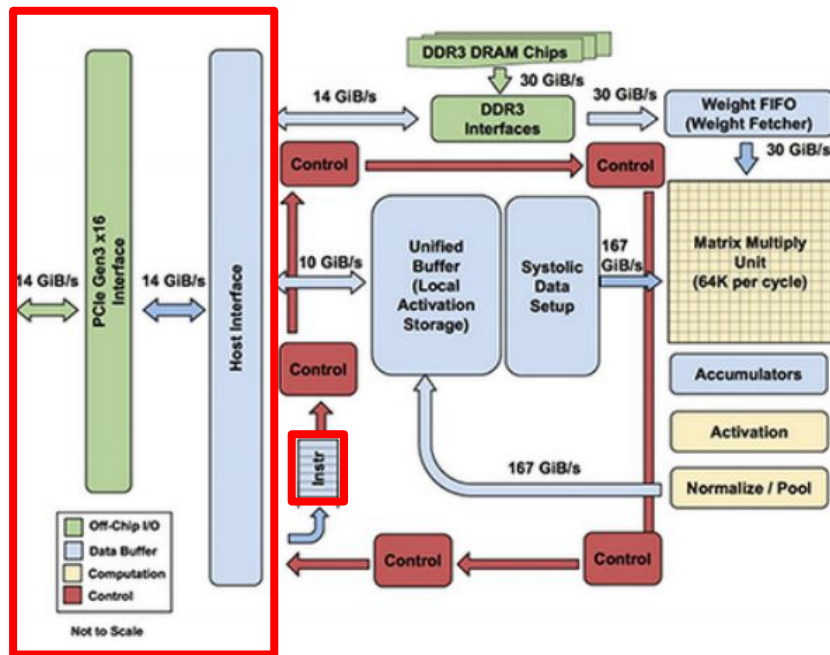 DDR3 DRAM Chips
30 GiB/s
14 GiB/s
DDR3
Interfaces
30 GiB/s
Weight FIFO
(Weight Fetcher)
30 GiB/s
Control
Control
14 GiB/s
PCIe Gen3 x16
Interface
14 GiB/s
Host Interface
10 GiB/s
Unified
Buffer
(Local
Activation
Storage)
Systolic
Data
Setup
167
GiB/s
Matrix Multiply
Unit
(64K per cycle)
Control
Accumulators
Activation
Instr
167 GiB/s
Normalize / Pool
Off-Chip I/O
Data Buffer
Computation
Control
Not to Scale
Control
Control